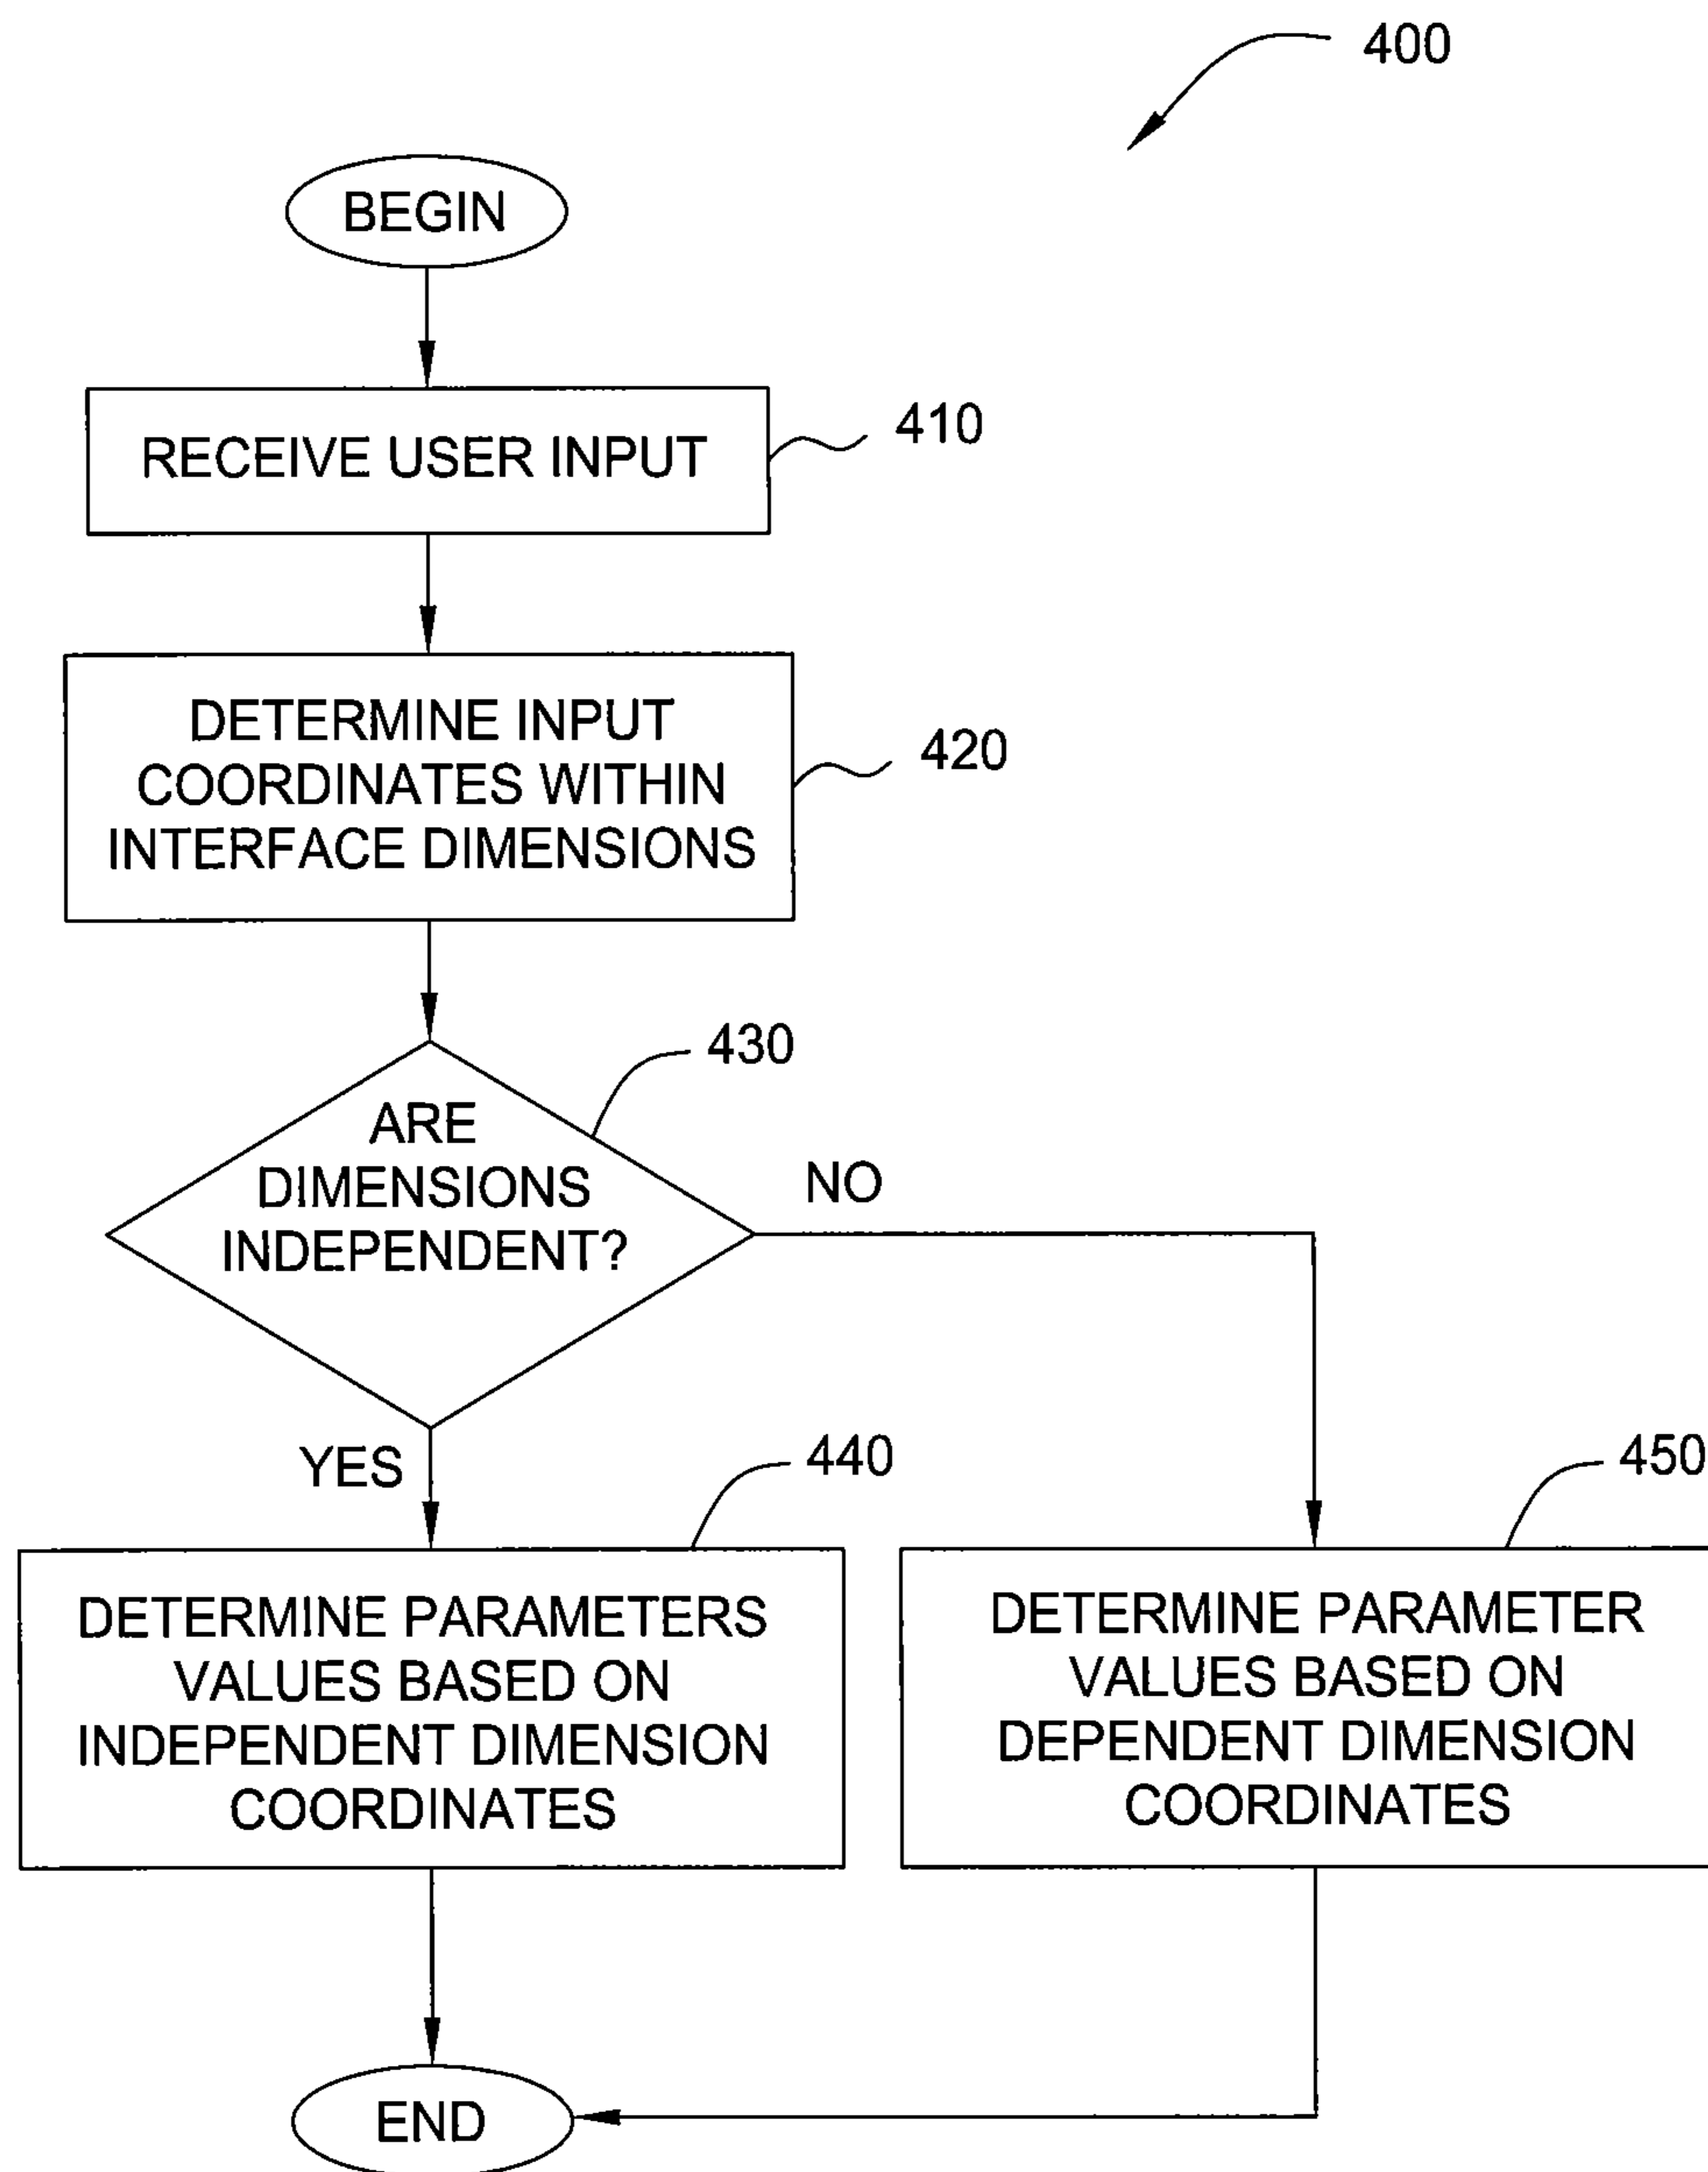 400
BEGIN
RECEIVE USER INPUT
410
DETERMINE INPUT
COORDINATES WITHIN
INTERFACE DIMENSIONS
420
ARE
DIMENSIONS
INDEPENDENT?
430
NO
YES
440
DETERMINE PARAMETERS
VALUES BASED ON
INDEPENDENT DIMENSION
COORDINATES
450
DETERMINE PARAMETER
VALUES BASED ON
DEPENDENT DIMENSION
COORDINATES
END